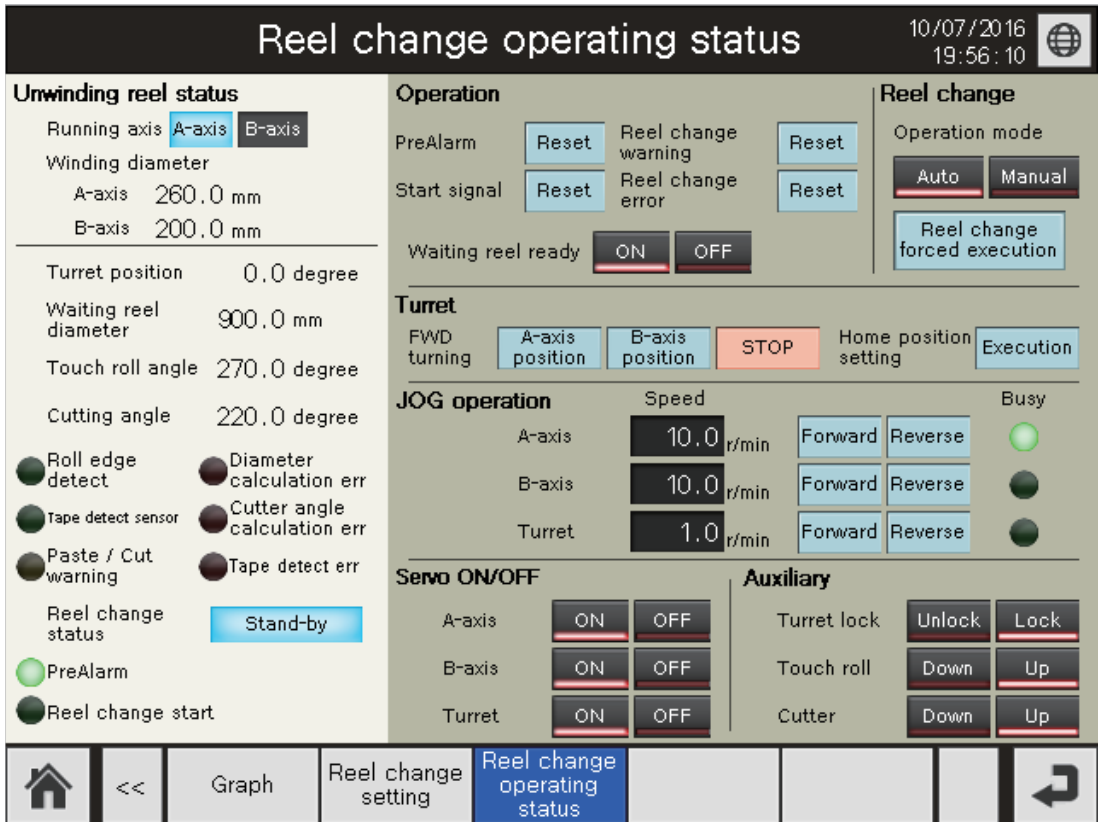 Reel change operating status
10/07/2016
19:56:10
Unwinding reel status
Running axis A-axis B-axis
Winding diameter
A-axis 260.0 mm
B-axis 200.0 mm
Turret position 0.0 degree
Waiting reel
diameter
900.0 mm
Touch roll angle 270.0 degree
Cutting angle 220.0 degree
Roll edge
detect
Diameter
calculation err
Tape detect sensor
Cutter angle
calculation err
Paste / Cut
warning
Tape detect err
Reel change
status
Stand-by
PreAlarm
Reel change start
Operation
PreAlarm Reset
Reel change
warning
Reset
Start signal Reset
Reel change
error
Reset
Waiting reel ready ON OFF
Reel change
Operation mode
Auto Manual
Reel change
forced execution
Turret
FWD
turning
A-axis
position
B-axis
position
STOP
Home position
setting
Execution
JOG operation Speed Busy
A-axis 10.0 r/min Forward Reverse
B-axis 10.0 r/min Forward Reverse
Turret 1.0 r/min Forward Reverse
Servo ON/OFF
A-axis ON OFF
B-axis ON OFF
Turret ON OFF
Auxiliary
Turret lock Unlock Lock
Touch roll Down Up
Cutter Down Up
<<
Graph
Reel change
setting
Reel change
operating
status